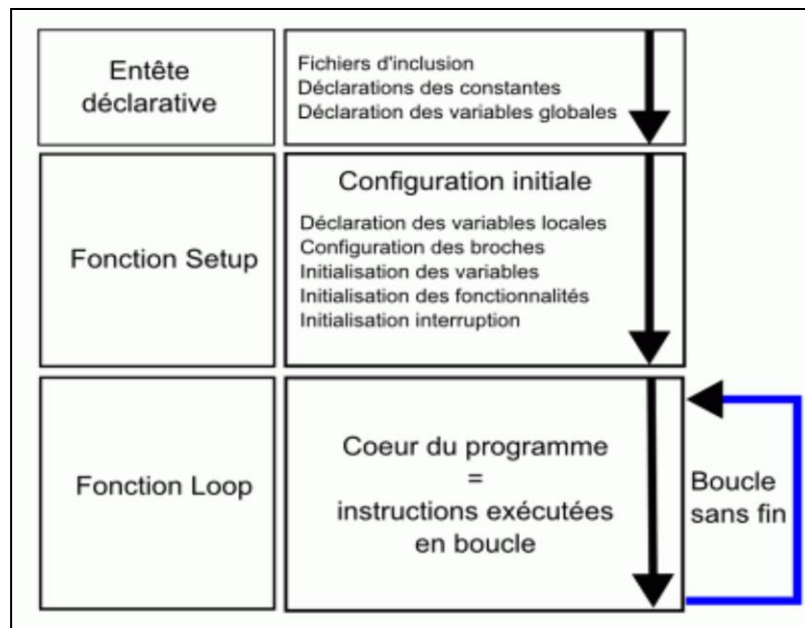 Entête
déclarative
Fichiers d'inclusion
Déclarations des constantes
Déclaration des variables globales
Fonction Setup
Configuration initiale
Déclaration des variables locales
Configuration des broches
Initialisation des variables
Initialisation des fonctionnalités
Initialisation interruption
Fonction Loop
Coeur du programme
=
instructions exécutées
en boucle
Boucle
sans fin